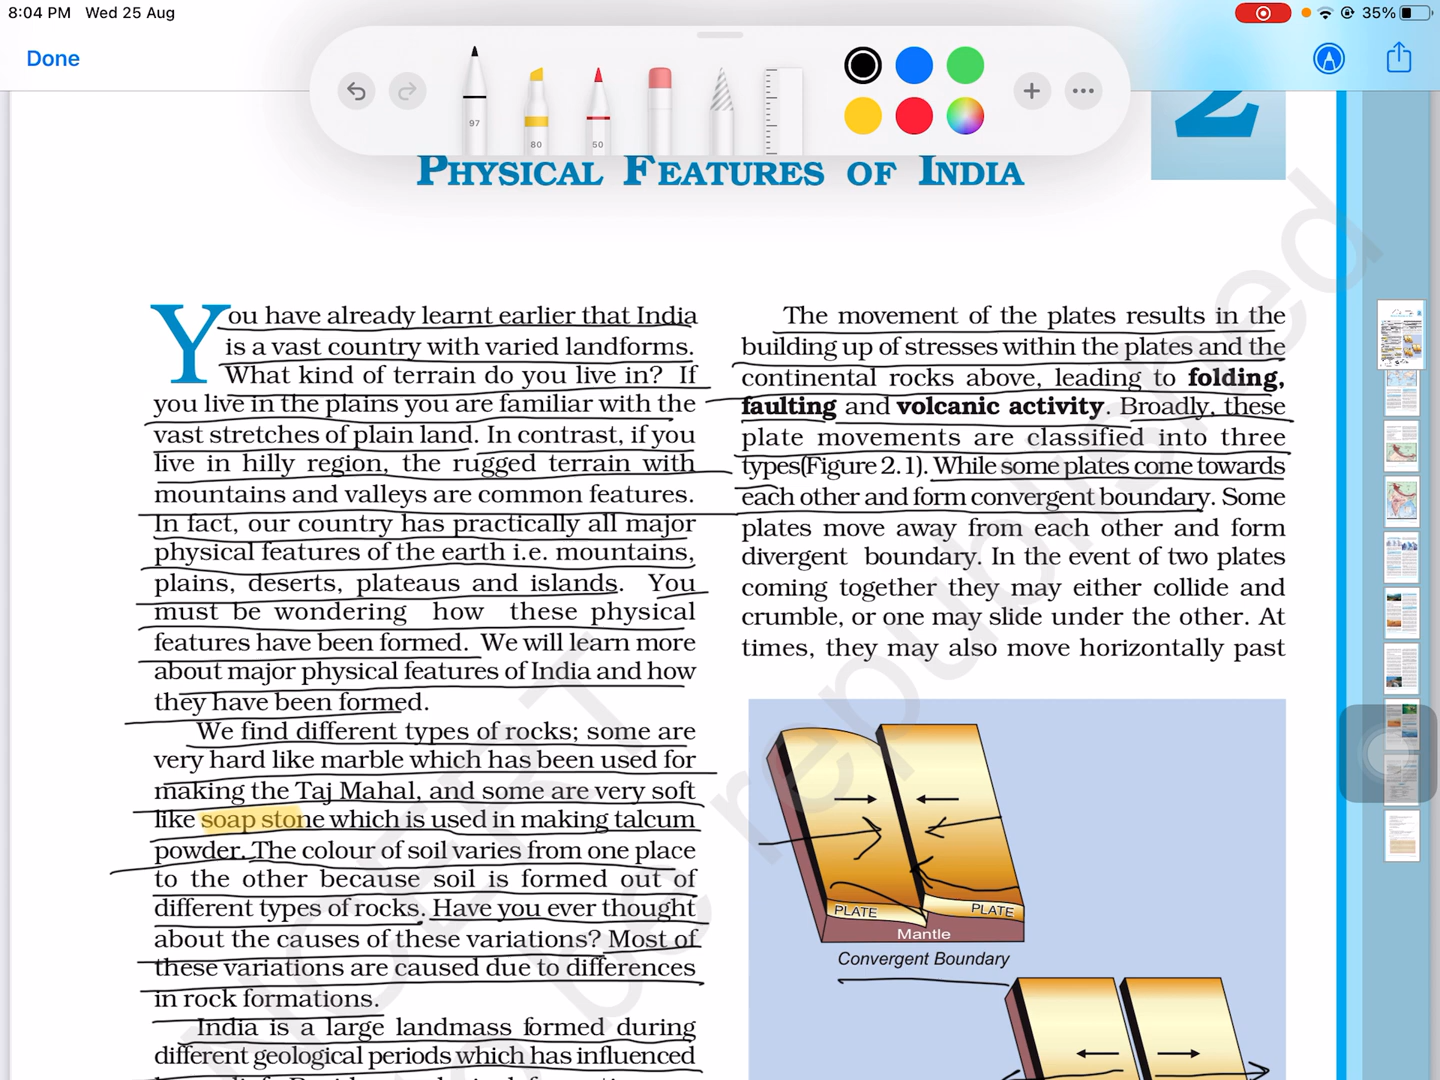 8:04 PM Wed 25 Aug
35%
Done
97
80
50
2
PHYSICAL FEATURES OF INDIA
You have already learnt earlier that India
is a vast country with varied landforms.
What kind of terrain do you live in? If
you live in the plains you are familiar with the
vast stretches of plain land. In contrast, if you
live in hilly region, the rugged terrain with
mountains and valleys are common features.
In fact, our country has practically all major
physical features of the earth i.e. mountains,
plains, deserts, plateaus and islands. You
must be wondering how these physical
features have been formed. We will learn more
about major physical features of India and how
they have been formed.
We find different types of rocks; some are
very hard like marble which has been used for
making the Taj Mahal, and some are very soft
like soap stone which is used in making talcum
powder. The colour of soil varies from one place
to the other because soil is formed out of
different types of rocks. Have you ever thought
about the causes of these variations? Most of
these variations are caused due to differences
in rock formations.
India is a large landmass formed during
different geological periods which has influenced
The movement of the plates results in the
building up of stresses within the plates and the
continental rocks above, leading to folding,
faulting and volcanic activity. Broadly, these
plate movements are classified into three
types(Figure 2.1). While some plates come towards
each other and form convergent boundary. Some
plates move away from each other and form
divergent boundary. In the event of two plates
coming together they may either collide and
crumble, or one may slide under the other. At
times, they may also move horizontally past
PLATE
PLATE
Mantle
Convergent Boundary
NCERT
be republished